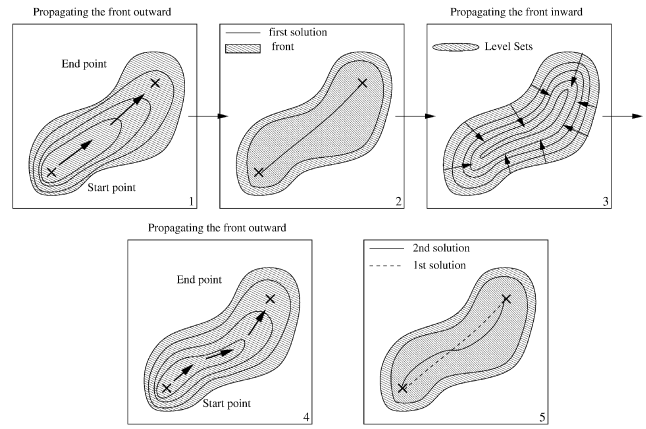 Propagating the front outward
End point
Start point
1
first solution
front
2
Propagating the front inward
Level Sets
3
Propagating the front outward
End point
Start point
4
2nd solution
1st solution
5